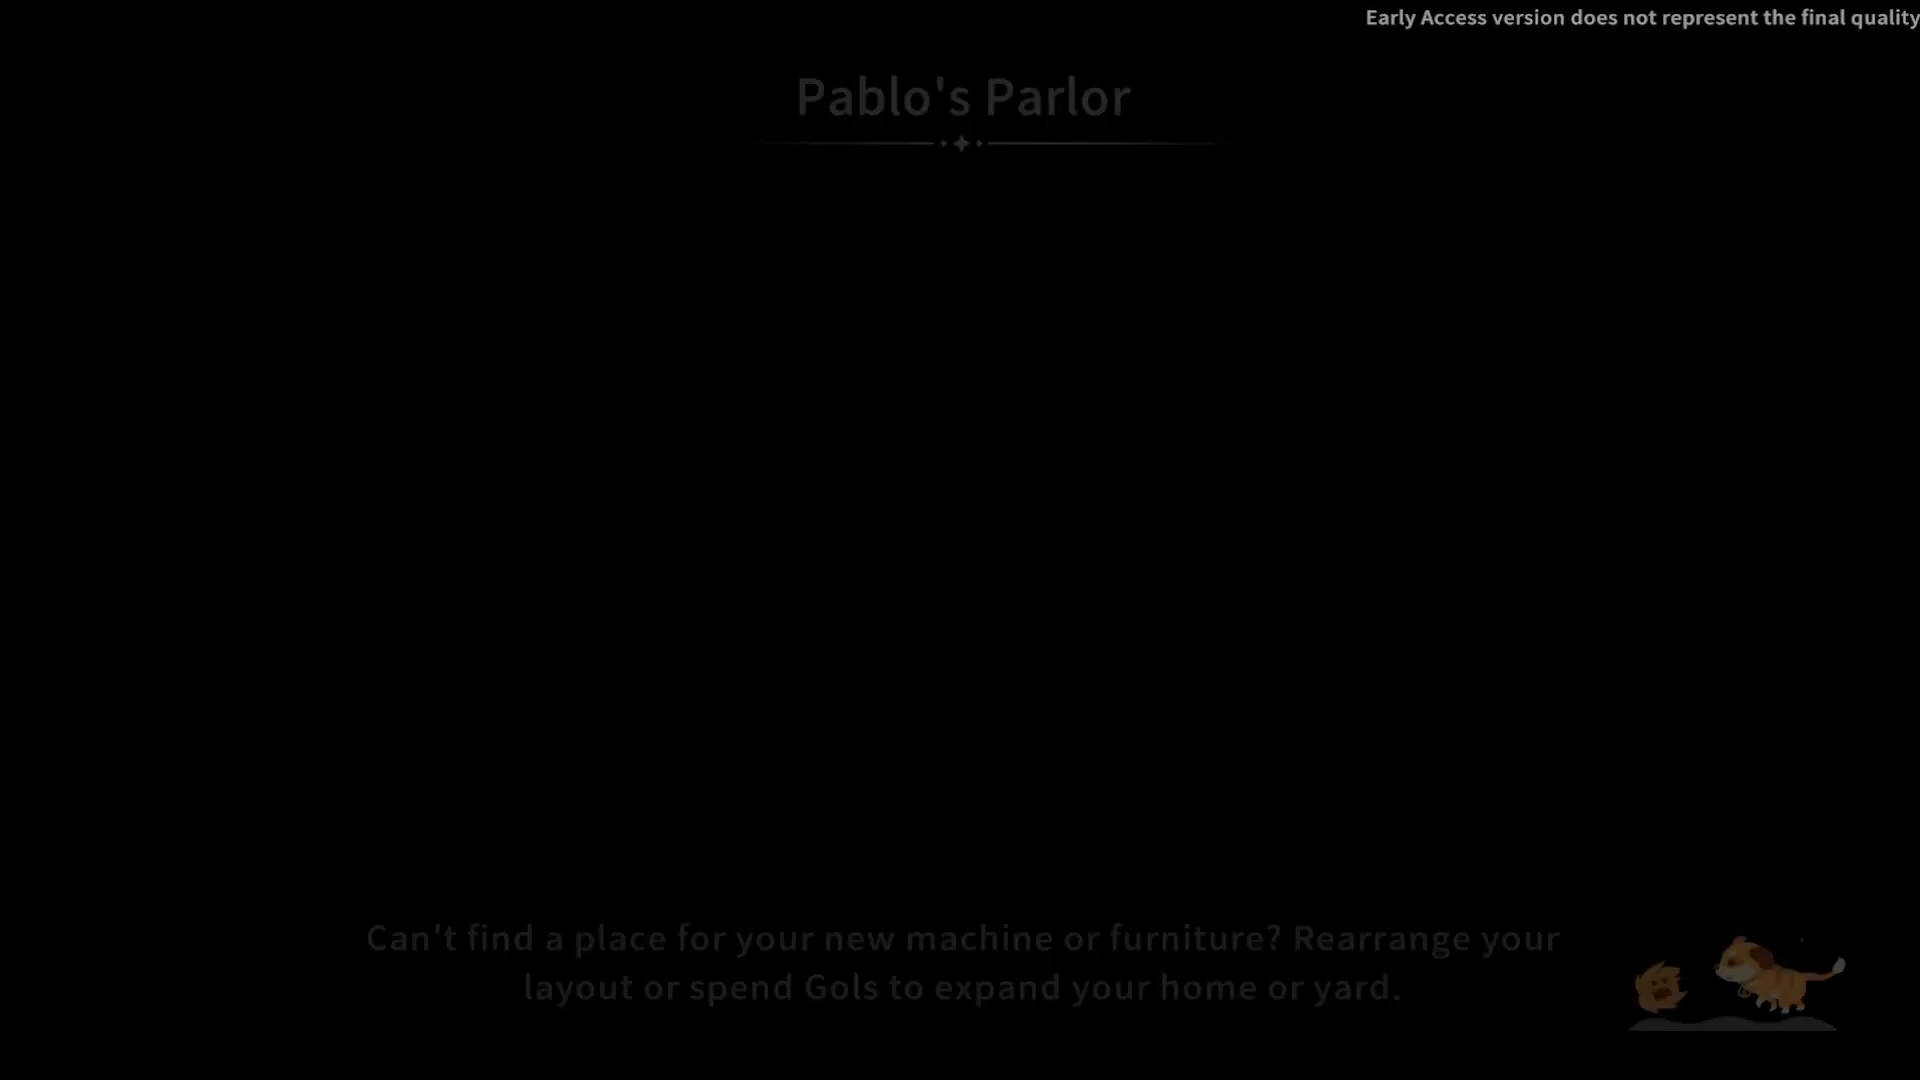 Early Access version does not represent the final quality
Pablo's Parlor
Can't find a place for your new machine or furniture? Rearrange your
layout or spend Gols to expand your home or yard.